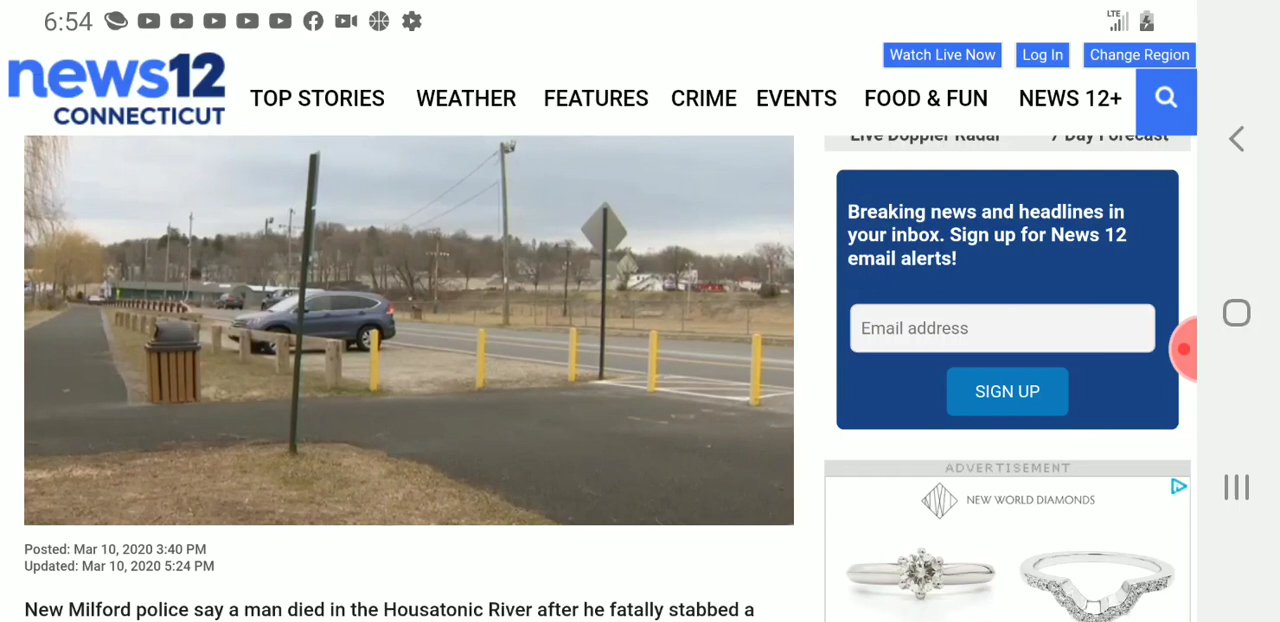 6:54
LTE
Watch Live Now Log In Change Region
news12
CONNECTICUT
TOP STORIES WEATHER FEATURES CRIME EVENTS FOOD & FUN NEWS 12+
Live Doppler Radar 7 Day Forecast
Breaking news and headlines in
your inbox. Sign up for News 12
email alerts!
Email address
SIGN UP
ADVERTISEMENT
NEW WORLD DIAMONDS
Posted: Mar 10, 2020 3:40 PM
Updated: Mar 10, 2020 5:24 PM
New Milford police say a man died in the Housatonic River after he fatally stabbed a